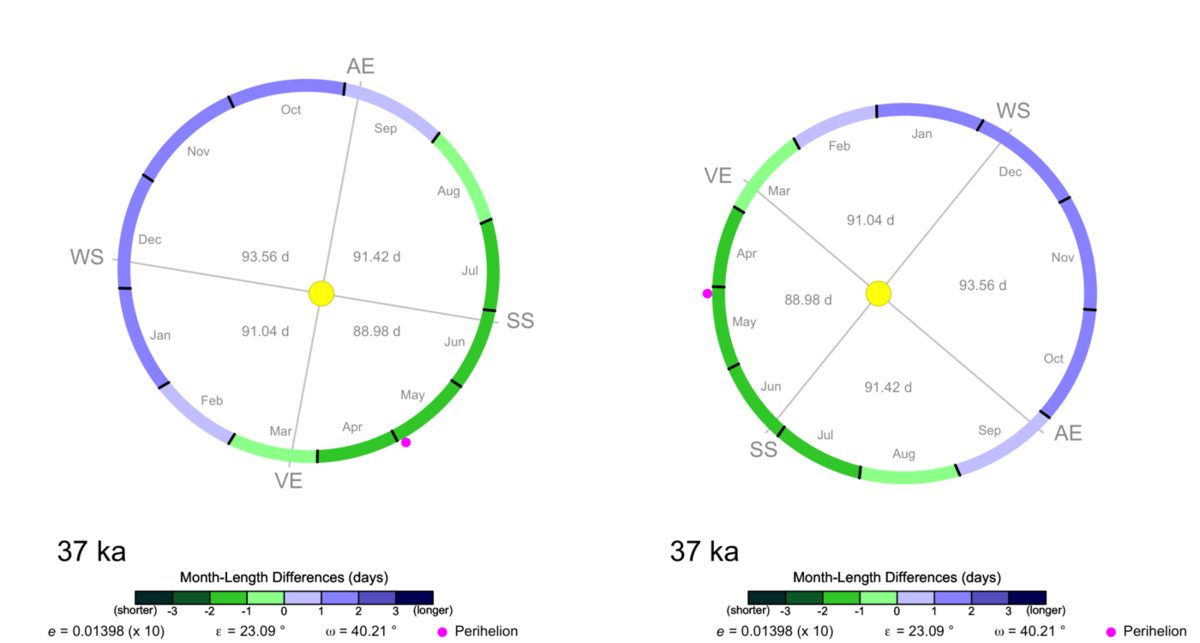 AE
Oct
Sep
Nov
Aug
Dec
WS
93.56 d
91.42 d
Jul
SS
91.04 d
88.98 d
Jan
Jun
Feb
May
Mar
Apr
VE
37 ka
Month-Length Differences (days)
(shorter) -3 -2 -1 0 1 2 3 (longer)
e = 0.01398 (x 10) ε = 23.09 ° ω = 40.21 ° Perihelion
WS
Jan
Feb
Dec
VE
Mar
91.04 d
Apr
Nov
93.56 d
88.98 d
May
Oct
Jun
91.42 d
Sep
AE
Jul
SS
Aug
37 ka
Month-Length Differences (days)
(shorter) -3 -2 -1 0 1 2 3 (longer)
e = 0.01398 (x 10) ε = 23.09 ° ω = 40.21 ° Perihelion